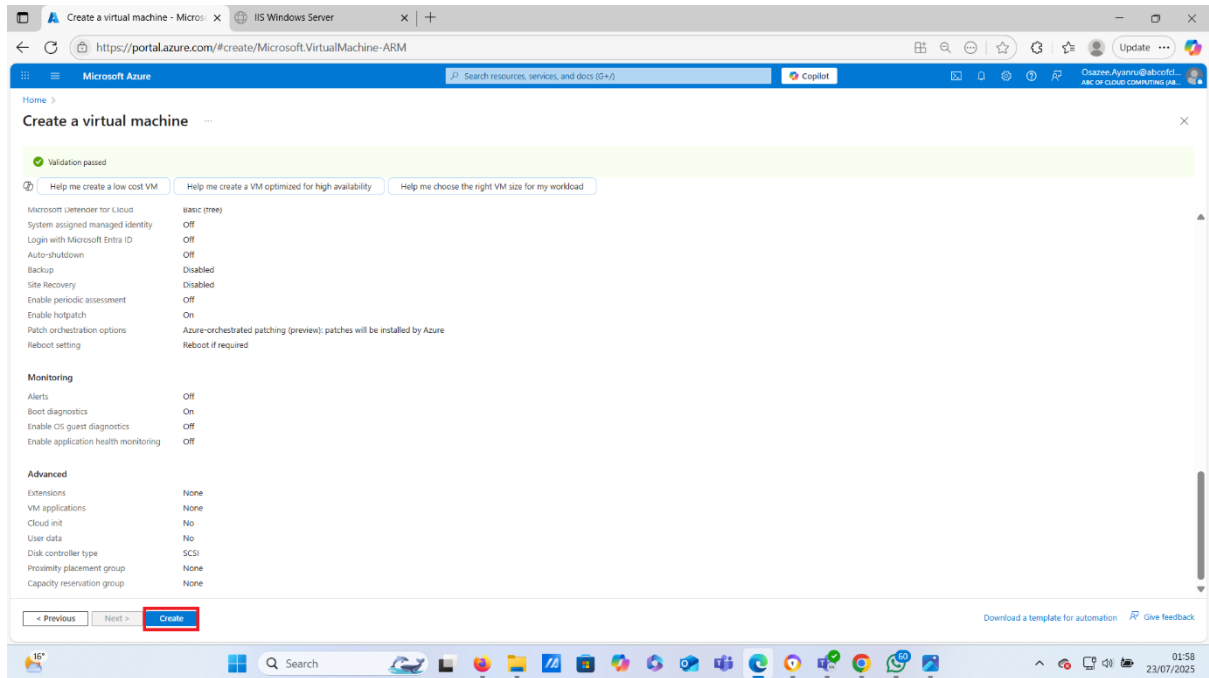 Create a virtual machine - Micros
IIS Windows Server
https://portal.azure.com/#create/Microsoft.VirtualMachine-ARM
Update
Microsoft Azure
Search resources, services, and docs (G+/)
Copilot
Osazee.Ayanru@abcofcl...
ABC OF CLOUD COMPUTING (AB...
Home >
Create a virtual machine ...
Validation passed
Help me create a low cost VM
Help me create a VM optimized for high availability
Help me choose the right VM size for my workload
Microsoft Defender for Cloud Basic (free)
System assigned managed identity Off
Login with Microsoft Entra ID Off
Auto-shutdown Off
Backup Disabled
Site Recovery Disabled
Enable periodic assessment Off
Enable hotpatch On
Patch orchestration options Azure-orchestrated patching (preview): patches will be installed by Azure
Reboot setting Reboot if required
Monitoring
Alerts Off
Boot diagnostics On
Enable OS guest diagnostics Off
Enable application health monitoring Off
Advanced
Extensions None
VM applications None
Cloud init No
User data No
Disk controller type SCSI
Proximity placement group None
Capacity reservation group None
< Previous
Next >
Create
Download a template for automation
Give feedback
16°
Search
60
01:58
23/07/2025